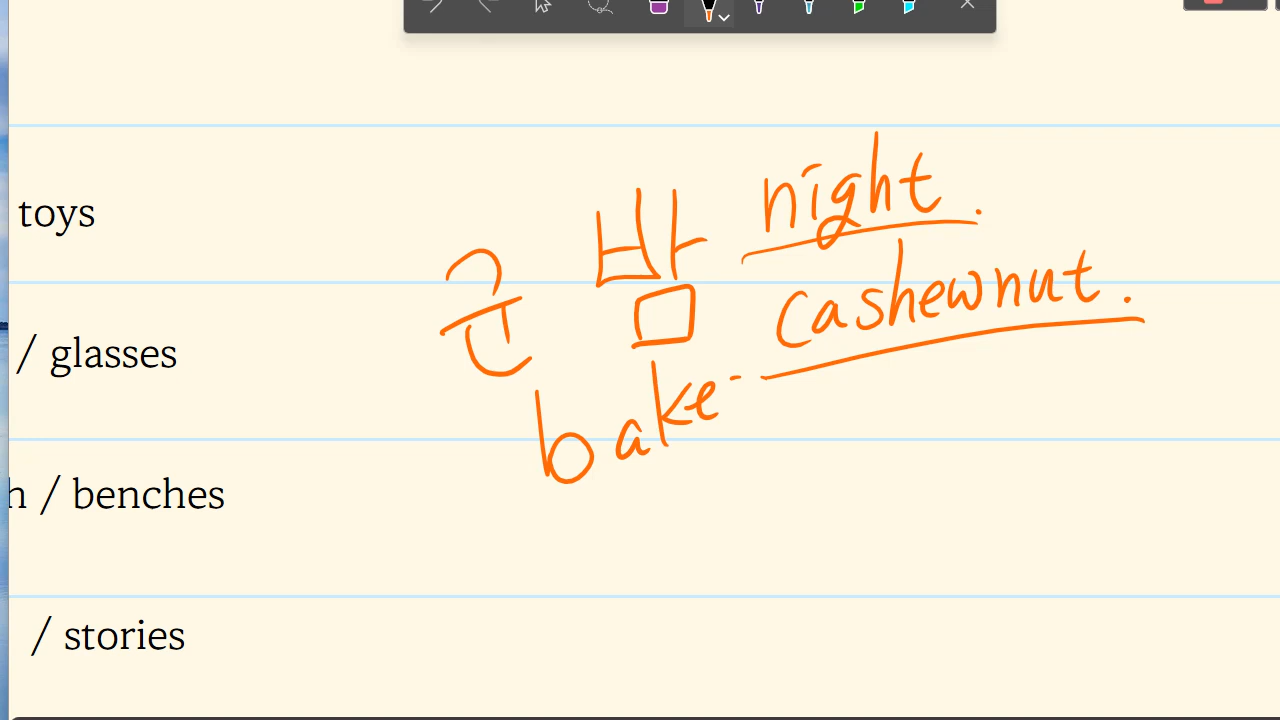 toys
/ glasses
h / benches
/ stories
군 밤
night.
cashewnut.
bake